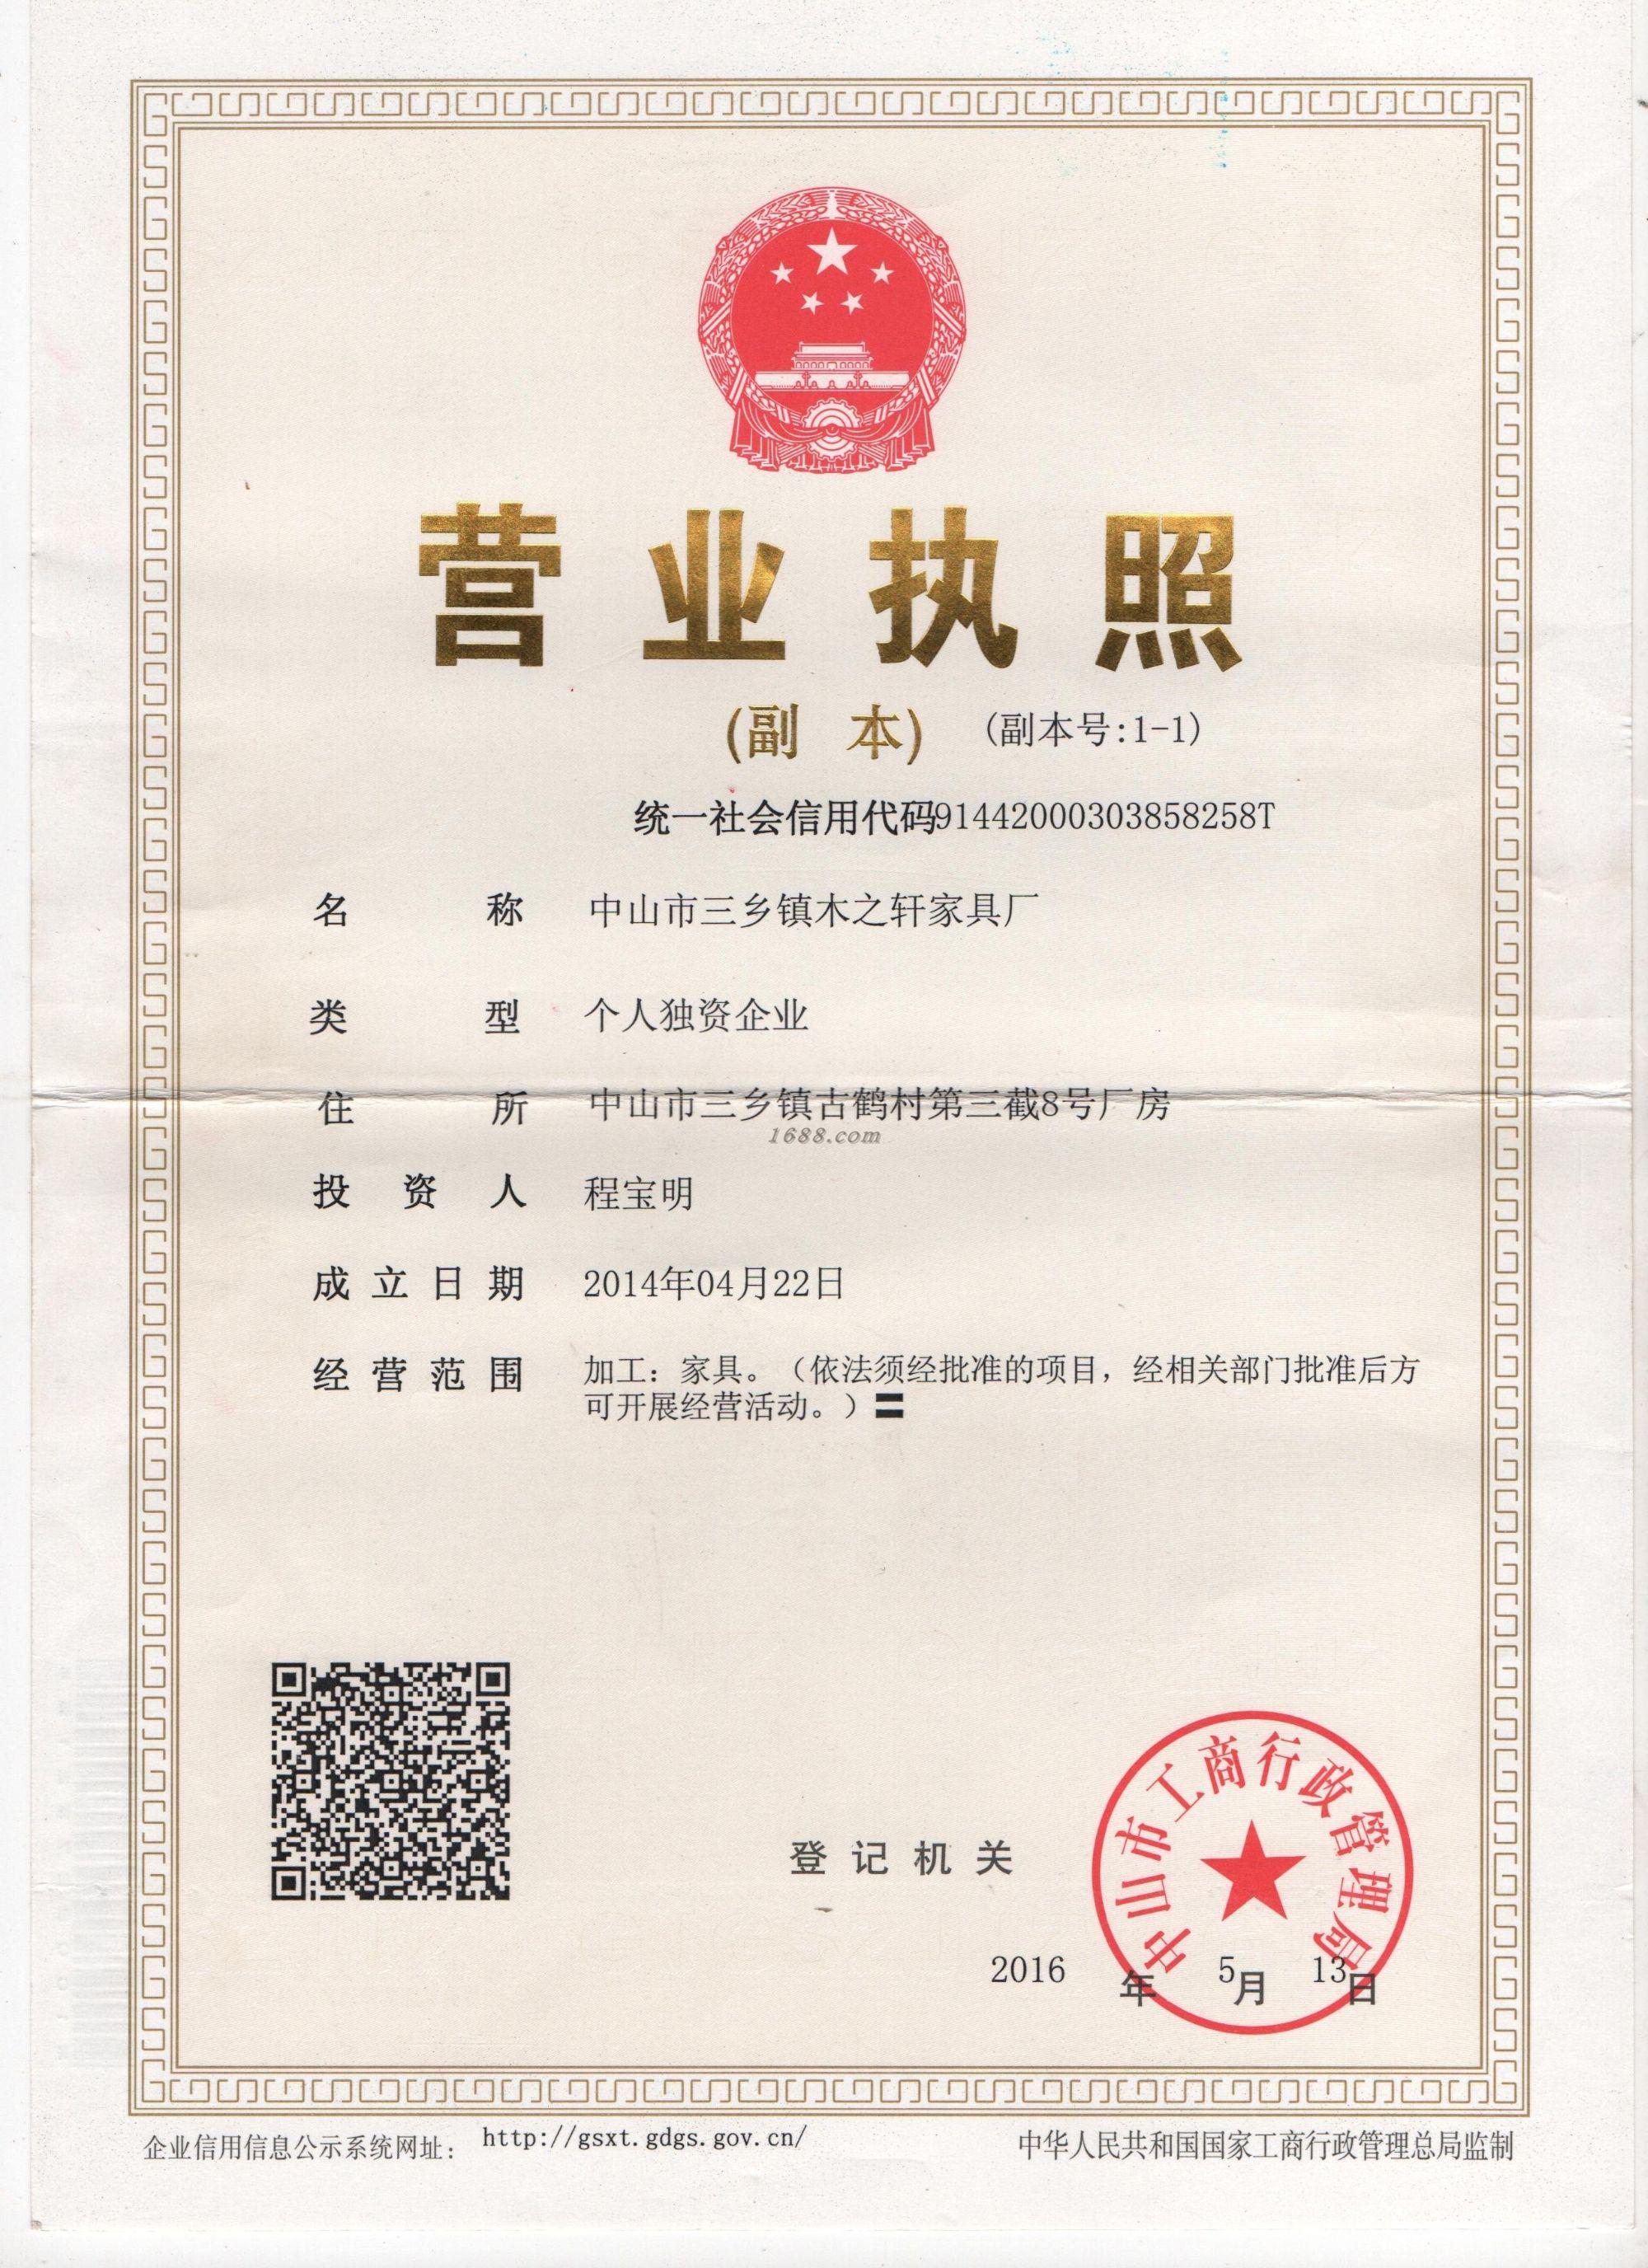 营业执照
(副 本) (副本号:1-1)
统一社会信用代码91442000303858258T
名 称 中山市三乡镇木之轩家具厂
类 型 个人独资企业
住 所 中山市三乡镇古鹤村第三截8号厂房
1688.com
投 资 人 程宝明
成 立 日 期 2014年04月22日
经 营 范 围 加工：家具。（依法须经批准的项目，经相关部门批准后方
可开展经营活动。）〓
中山市工商行政管理局
登 记 机 关
2016 年 5月 13日
企业信用信息公示系统网址： http://gsxt.gdgs.gov.cn/ 中华人民共和国国家工商行政管理总局监制